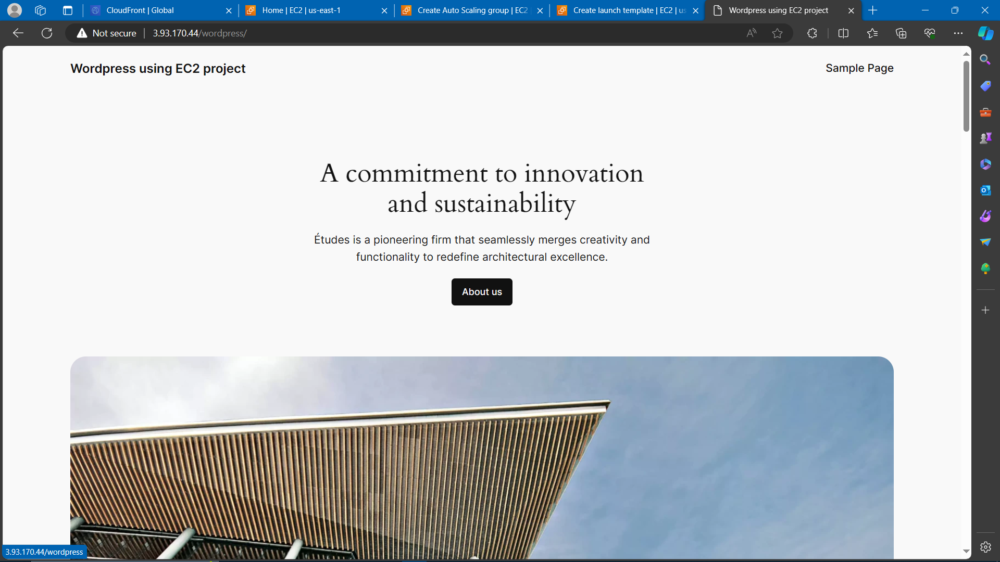 CloudFront | Global
Home | EC2 | us-east-1
Create Auto Scaling group | EC2
Create launch template | EC2 | us
Wordpress using EC2 project
Not secure
3.93.170.44/wordpress/
Wordpress using EC2 project
Sample Page
A commitment to innovation
and sustainability
Études is a pioneering firm that seamlessly merges creativity and
functionality to redefine architectural excellence.
About us
3.93.170.44/wordpress